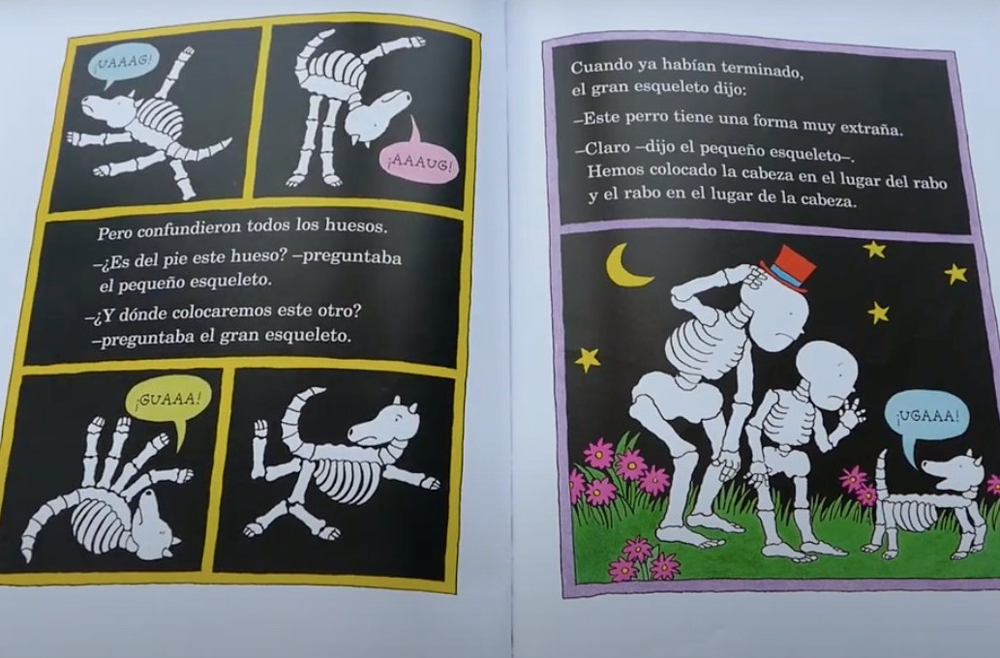 ¡UAAAG!
¡AAAUG!
Pero confundieron todos los huesos.
–¿Es del pie este hueso? –preguntaba
el pequeño esqueleto.
–¿Y dónde colocaremos este otro?
–preguntaba el gran esqueleto.
¡GUAAA!
Cuando ya habían terminado,
el gran esqueleto dijo:
–Este perro tiene una forma muy extraña.
–Claro –dijo el pequeño esqueleto–.
Hemos colocado la cabeza en el lugar del rabo
y el rabo en el lugar de la cabeza.
¡UGAAA!